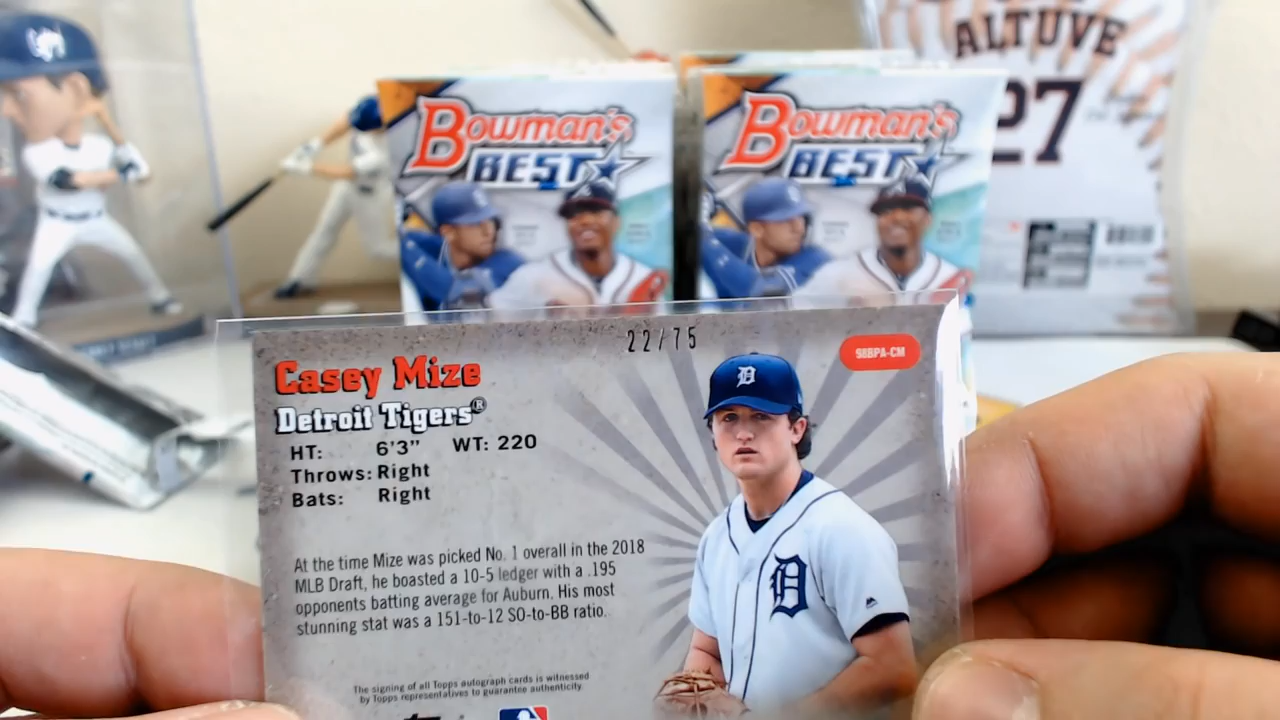 ALTUVE
27
BOWMAN'S
BEST
BOWMAN'S
BEST
22/75
98BPA-CM
Casey Mize
Detroit Tigers®
HT: 6'3" WT: 220
Throws: Right
Bats: Right
At the time Mize was picked No. 1 overall in the 2018
MLB Draft, he boasted a 10-5 ledger with a .195
opponents batting average for Auburn. His most
stunning stat was a 151-to-12 SO-to-BB ratio.
The signing of all Topps autograph cards is witnessed
by Topps representatives to guarantee authenticity.